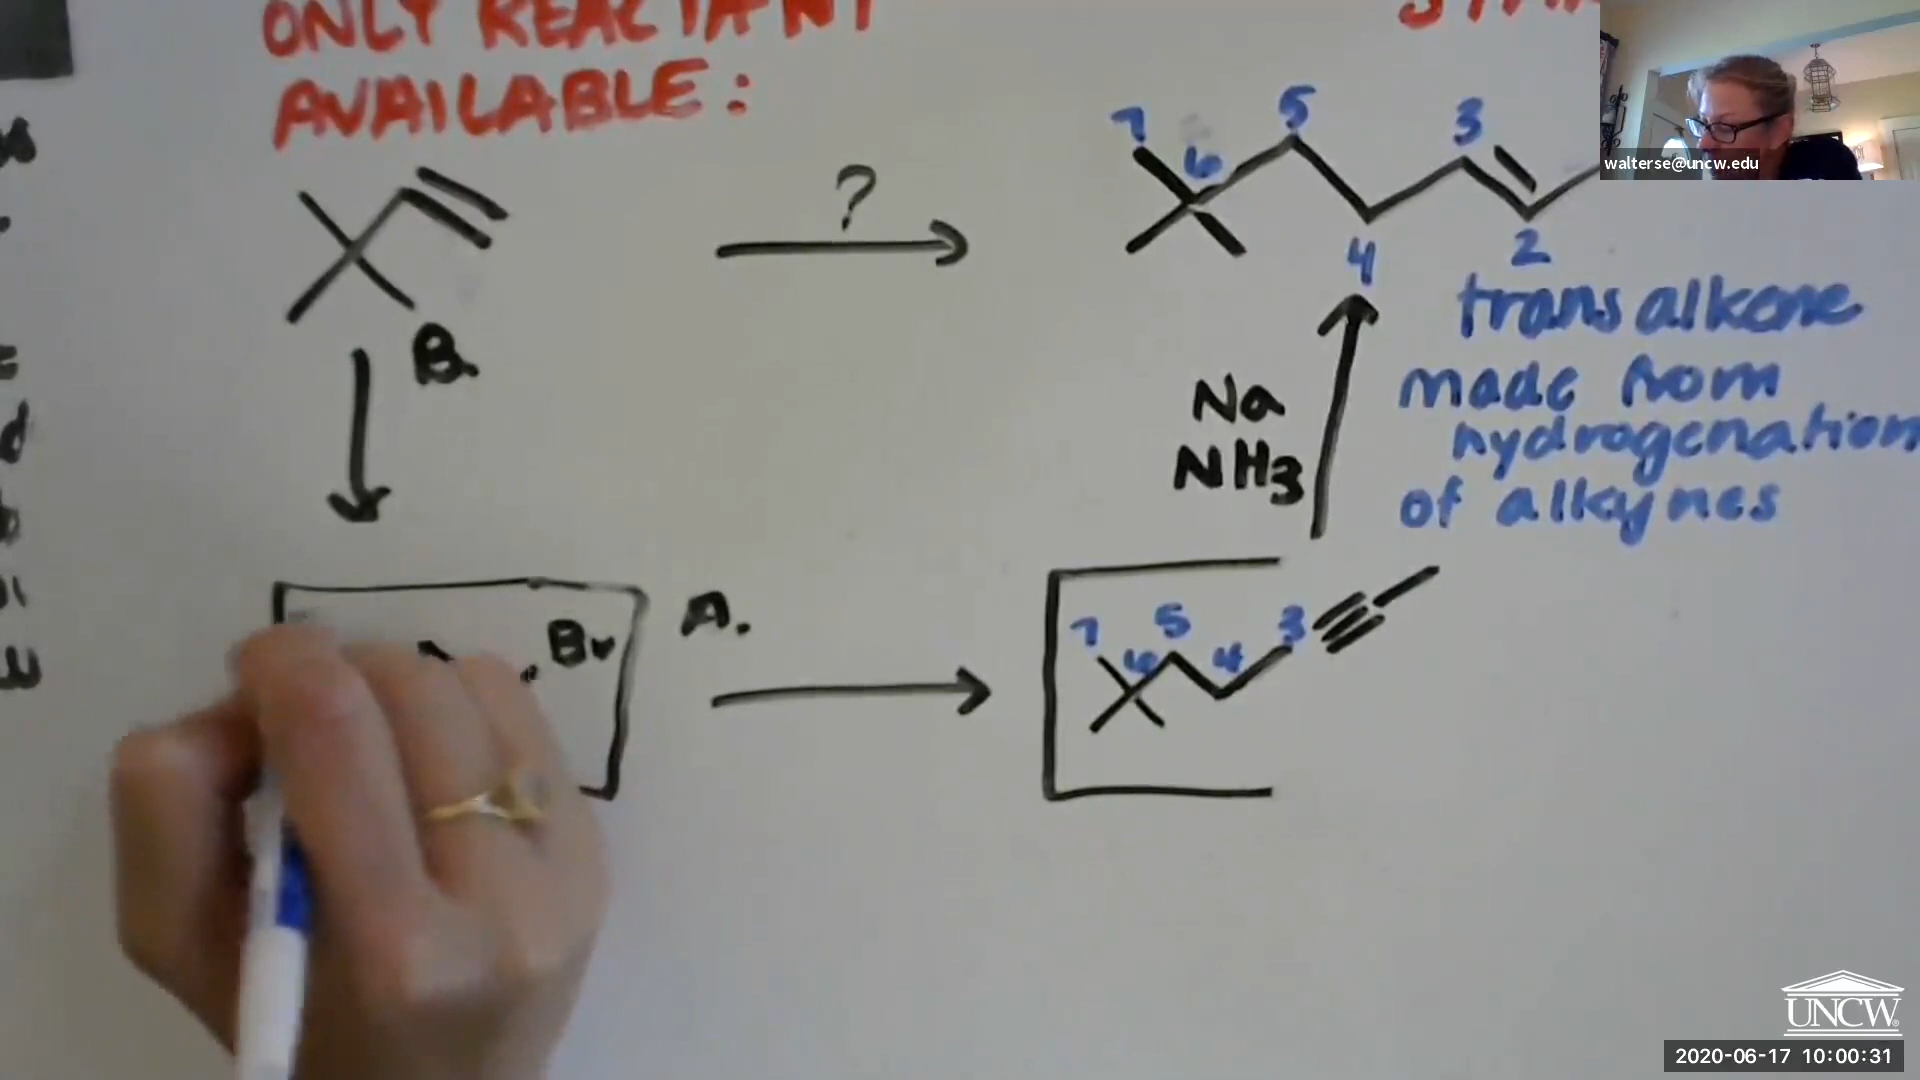 ONLY REACTANT
AVAILABLE:
walterse@uncw.edu
?
7
6
5
4
3
2
trans alkene
made from
hydrogenation
of alkynes
Na
NH3
B.
A.
Br
7
6
5
4
3
UNCW
2020-06-17 10:00:31